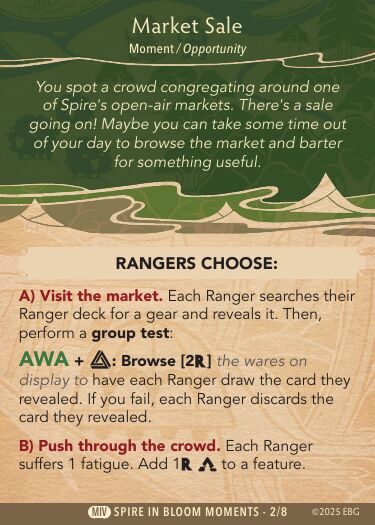 Market Sale
Moment / Opportunity
You spot a crowd congregating around one
of Spire's open-air markets. There's a sale
going on! Maybe you can take some time out
of your day to browse the market and barter
for something useful.
RANGERS CHOOSE:
A) Visit the market. Each Ranger searches their
Ranger deck for a gear and reveals it. Then,
perform a group test:
AWA + : Browse [2R] the wares on
display to have each Ranger draw the card they
revealed. If you fail, each Ranger discards the
card they revealed.
B) Push through the crowd. Each Ranger
suffers 1 fatigue. Add 1R to a feature.
MIV SPIRE IN BLOOM MOMENTS - 2/8 ©2025 EBG